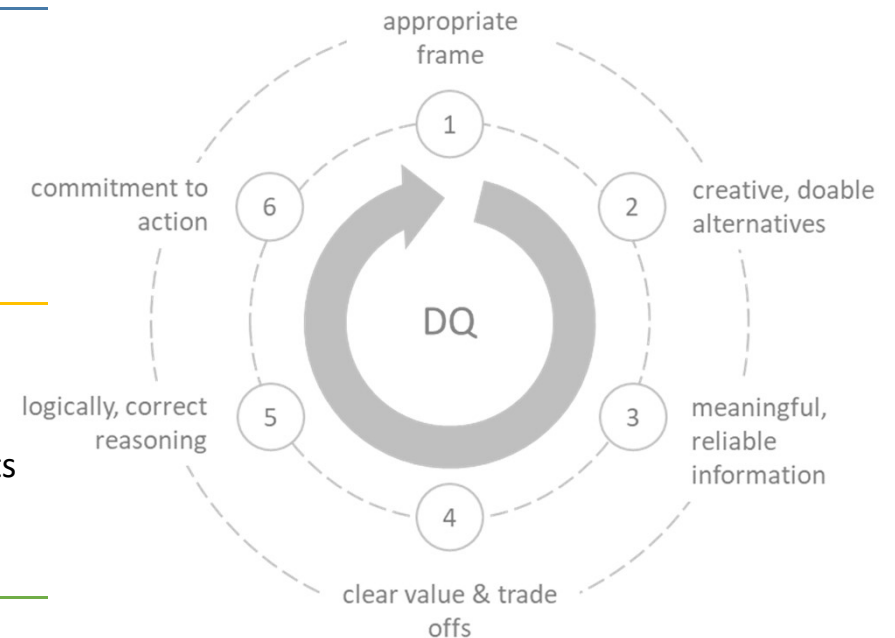 appropriate
frame
1
commitment to
action
6
2
creative, doable
alternatives
DQ
logically, correct
reasoning
5
3
meaningful,
reliable
information
ts
4
clear value & trade
offs